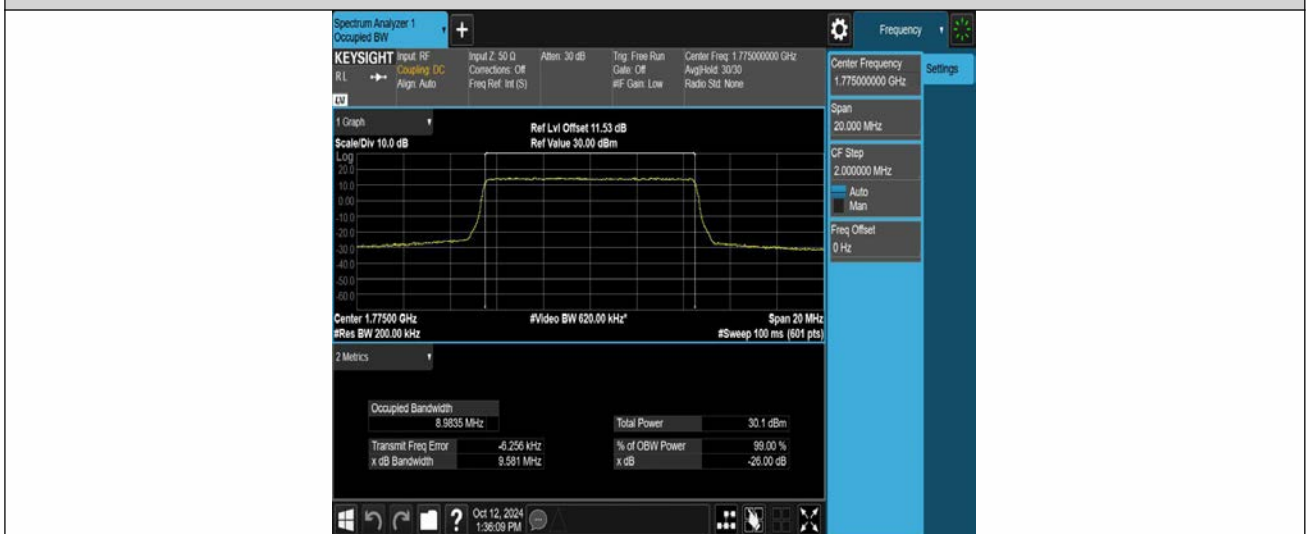 Spectrum Analyzer 1
Occupied BW
+
Frequency
KEYSIGHT
R L
Input: RF
Coupling: DC
Align: Auto
Input Z: 50 Ω
Corrections: Off
Freq Ref: Int (S)
Atten: 30 dB
Trig: Free Run
Gate: Off
#IF Gain: Low
Center Freq: 1.775000000 GHz
Avg|Hold: 30/30
Radio Std: None
Center Frequency
1.775000000 GHz
Settings
Span
20.000 MHz
CF Step
2.000000 MHz
Auto
Man
Freq Offset
0 Hz
1 Graph
Scale/Div 10.0 dB
Ref Lvl Offset 11.53 dB
Ref Value 30.00 dBm
Log
20.0
10.0
0.00
-10.0
-20.0
-30.0
-40.0
-50.0
-60.0
Center 1.77500 GHz
#Res BW 200.00 kHz
#Video BW 620.00 kHz*
Span 20 MHz
#Sweep 100 ms (601 pts)
2 Metrics
Occupied Bandwidth
8.9835 MHz
Total Power 30.1 dBm
Transmit Freq Error -6.256 kHz
% of OBW Power 99.00 %
x dB Bandwidth 9.581 MHz
x dB -26.00 dB
?
Oct 12, 2024
1:36:09 PM